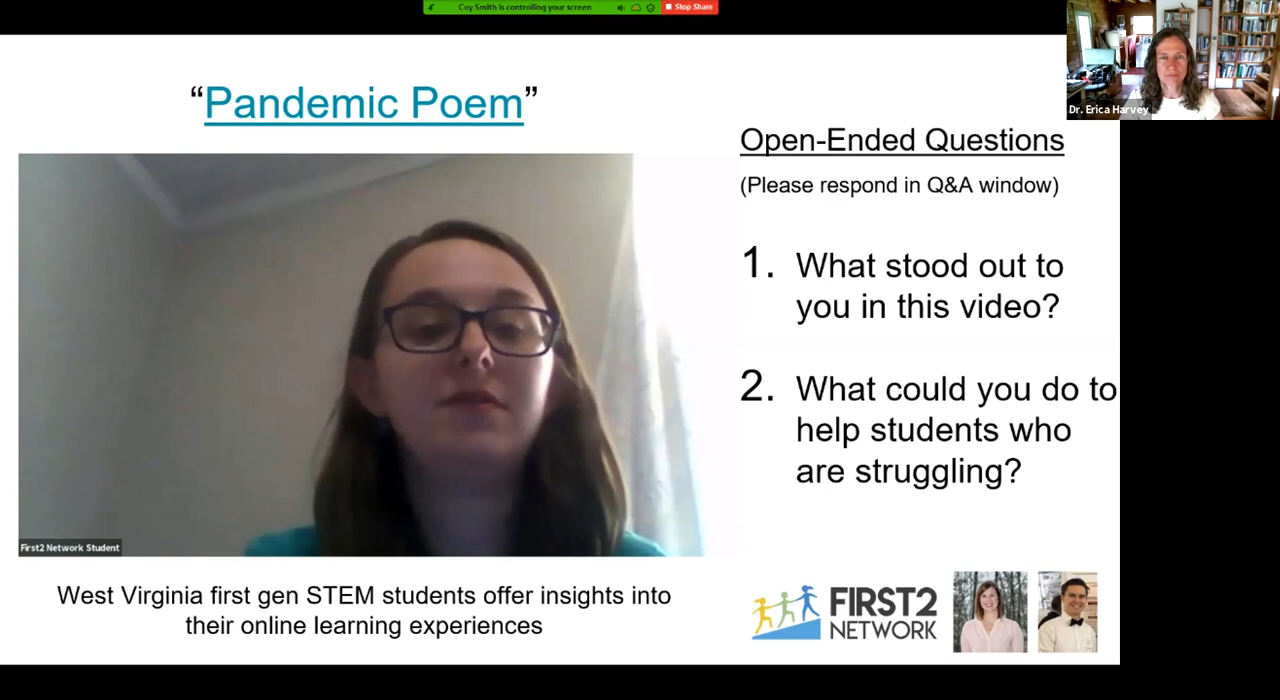 Coy Smith is controlling your screen
Stop Share
Dr. Erica Harvey
“Pandemic Poem”
First2 Network Student
West Virginia first gen STEM students offer insights into
their online learning experiences
Open-Ended Questions
(Please respond in Q&A window)
1. What stood out to
you in this video?
2. What could you do to
help students who
are struggling?
FIRST2
NETWORK